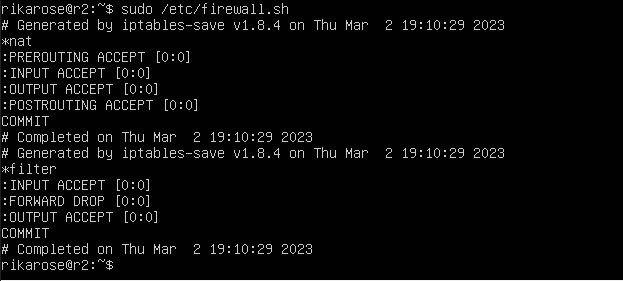 rikarose@r2:~$ sudo /etc/firewall.sh
# Generated by iptables-save v1.8.4 on Thu Mar  2 19:10:29 2023
*nat
:PREROUTING ACCEPT [0:0]
:INPUT ACCEPT [0:0]
:OUTPUT ACCEPT [0:0]
:POSTROUTING ACCEPT [0:0]
COMMIT
# Completed on Thu Mar  2 19:10:29 2023
# Generated by iptables-save v1.8.4 on Thu Mar  2 19:10:29 2023
*filter
:INPUT ACCEPT [0:0]
:FORWARD DROP [0:0]
:OUTPUT ACCEPT [0:0]
COMMIT
# Completed on Thu Mar  2 19:10:29 2023
rikarose@r2:~$